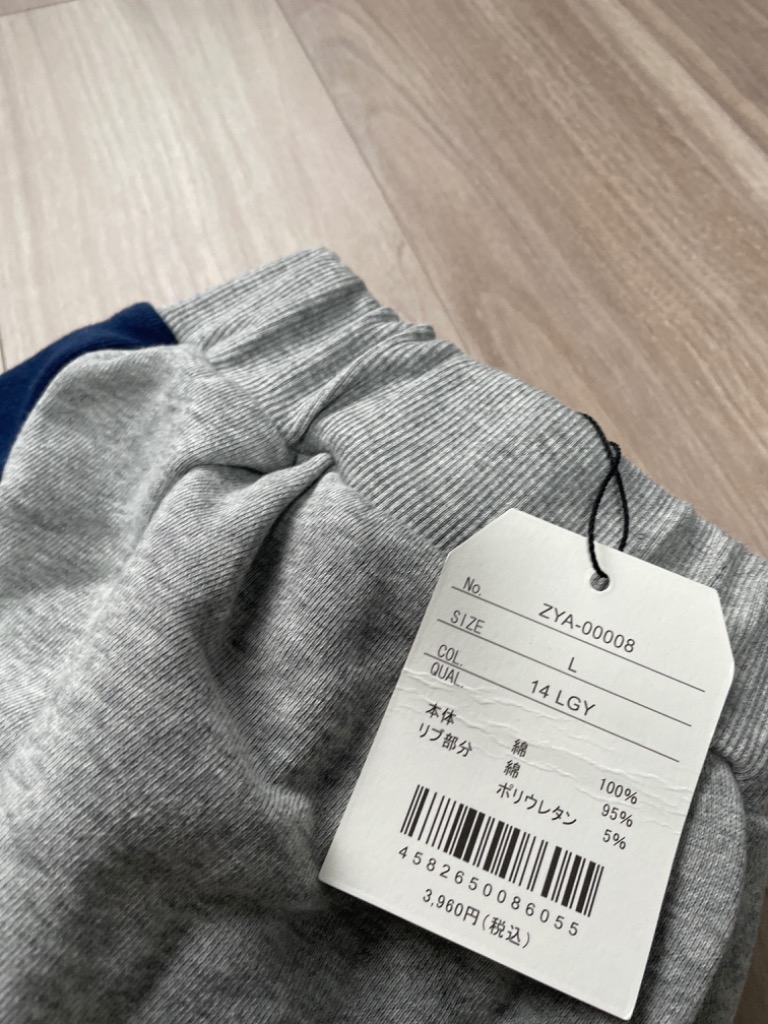 No. ZYA-00008
SIZE L
COL. 14 LGY
QUAL.
本体 綿 100%
リブ部分 綿 95%
ポリウレタン 5%
4582650086055
3,960円(税込)